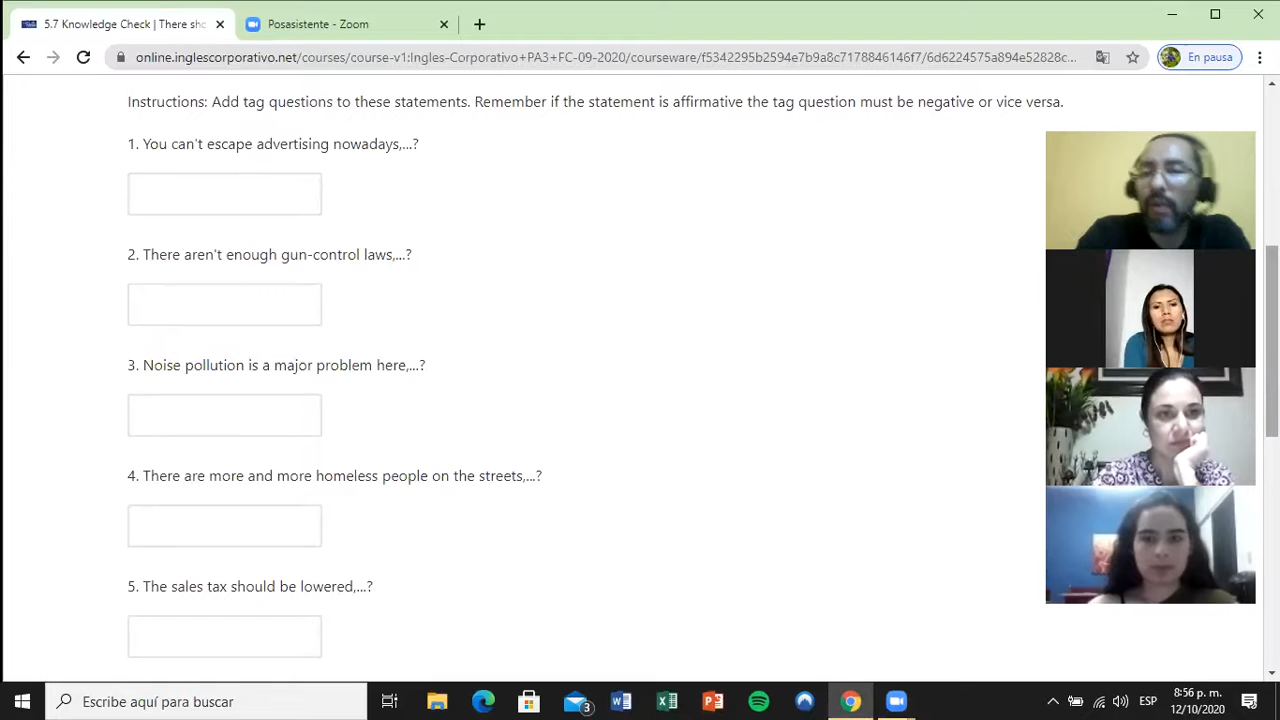 5.7 Knowledge Check | There sho
Posasistente - Zoom
online.inglescorporativo.net/courses/course-v1:Ingles-Corporativo+PA3+FC-09-2020/courseware/f5342295b2594e7b9a8c7178846146f7/6d6224575a894e52828c...
En pausa
Instructions: Add tag questions to these statements. Remember if the statement is affirmative the tag question must be negative or vice versa.
1. You can't escape advertising nowadays,...?
2. There aren't enough gun-control laws,...?
3. Noise pollution is a major problem here,...?
4. There are more and more homeless people on the streets,...?
5. The sales tax should be lowered,...?
Escribe aquí para buscar
3
ESP
8:56 p. m.
12/10/2020